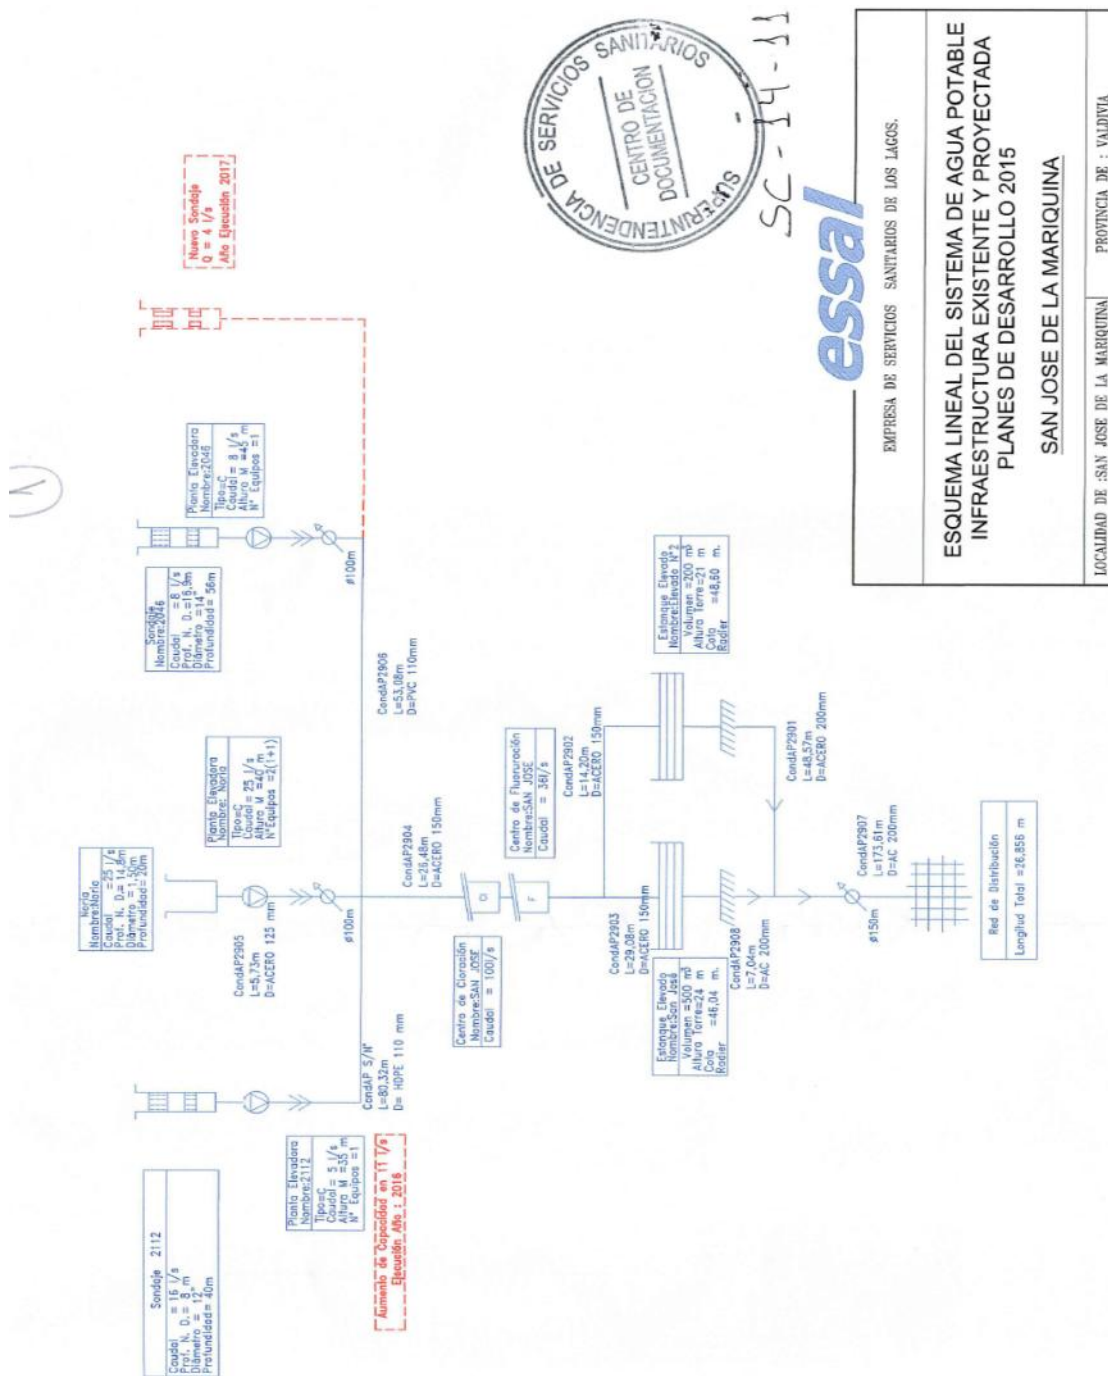 Sondaje 2112
Caudal = 16 l/s
Prof. N. D. = 8 m
Diámetro = 12"
Profundidad= 40m
Planta Elevadora
Nombre:2112
Tipo=C
Caudal = 5 l/s
Altura M =35 m
N° Equipos =1
Aumento de Capacidad en 11 l/s
Ejecución Año : 2016
CondAP S/N°
L=80,32m
D= HDPE 110 mm
Noria
Nombre:Noria
Caudal =25 l/s
Prof. N. D.= 14,8m
Diámetro = 1,50m
Profundidad= 20m
CondAP2905
L=5,73m
D=ACERO 125 mm
Planta Elevadora
Nombre: Noria
Tipo=C
Caudal = 25 l/s
Altura M =40 m
N°Equipos =2(1+1)
ø100m
Sondaje
Nombre:2046
Caudal =8 l/s
Prof. N. D.=16,9m
Diámetro =14"
Profundidad= 56m
Planta Elevadora
Nombre:2046
Tipo=C
Caudal = 8 l/s
Altura M =45 m
N° Equipos =1
ø100m
Nuevo Sondaje
Q = 4 l/s
Año Ejecución 2017
CondAP2906
L=53,08m
D=PVC 110mm
CondAP2904
L=26,48m
D=ACERO 150mm
Centro de Cloración
Nombre:SAN JOSE
Caudal = 100l/s
Cl
F
Centro de Fluoruración
Nombre:SAN JOSE
Caudal = 36l/s
CondAP2902
L=14,20m
D=ACERO 150mm
CondAP2903
L=29,08m
D=ACERO 150mm
Estanque Elevado
Nombre:San José
Volumen =500 m³
Altura Torre=24 m
Cota =46,04 m.
Radier
Estanque Elevado
Nombre:Elevado N°2
Volumen =200 m³
Altura Torre=21 m
Cota =48,60 m.
Radier
CondAP2908
L=7,04m
D=AC 200mm
CondAP2901
L=48,57m
D=ACERO 200mm
ø150m
CondAP2907
L=173,61m
D=AC 200mm
Red de Distribución
Longitud Total =26,856 m
SUPERINTENDENCIA DE SERVICIOS SANITARIOS
CENTRO DE
DOCUMENTACION
SC - 14-11
essal
EMPRESA DE SERVICIOS SANITARIOS DE LOS LAGOS.
ESQUEMA LINEAL DEL SISTEMA DE AGUA POTABLE
INFRAESTRUCTURA EXISTENTE Y PROYECTADA
PLANES DE DESARROLLO 2015
SAN JOSE DE LA MARIQUINA
LOCALIDAD DE :SAN JOSE DE LA MARIQUINA
PROVINCIA DE : VALDIVIA